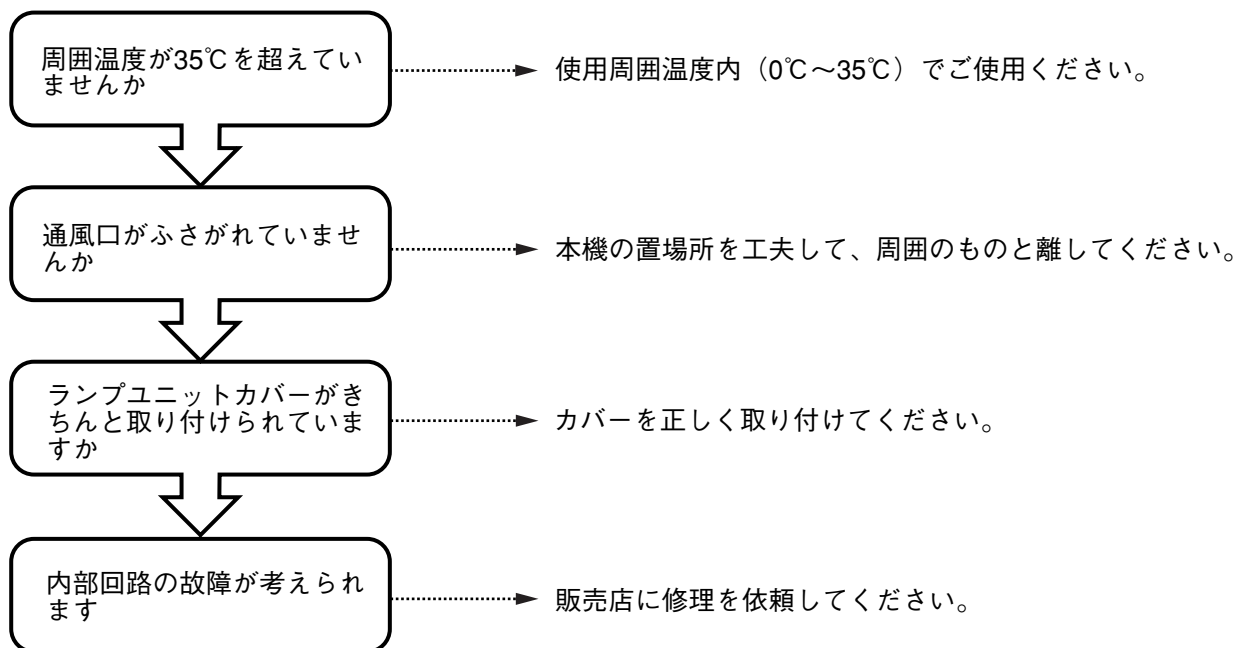 周囲温度が35℃を超えてい
ませんか
使用周囲温度内（0℃～35℃）でご使用ください。
通風口がふさがれていませ
んか
本機の置場所を工夫して、周囲のものと離してください。
ランプユニットカバーがき
ちんと取り付けられていま
すか
カバーを正しく取り付けてください。
内部回路の故障が考えられ
ます
販売店に修理を依頼してください。